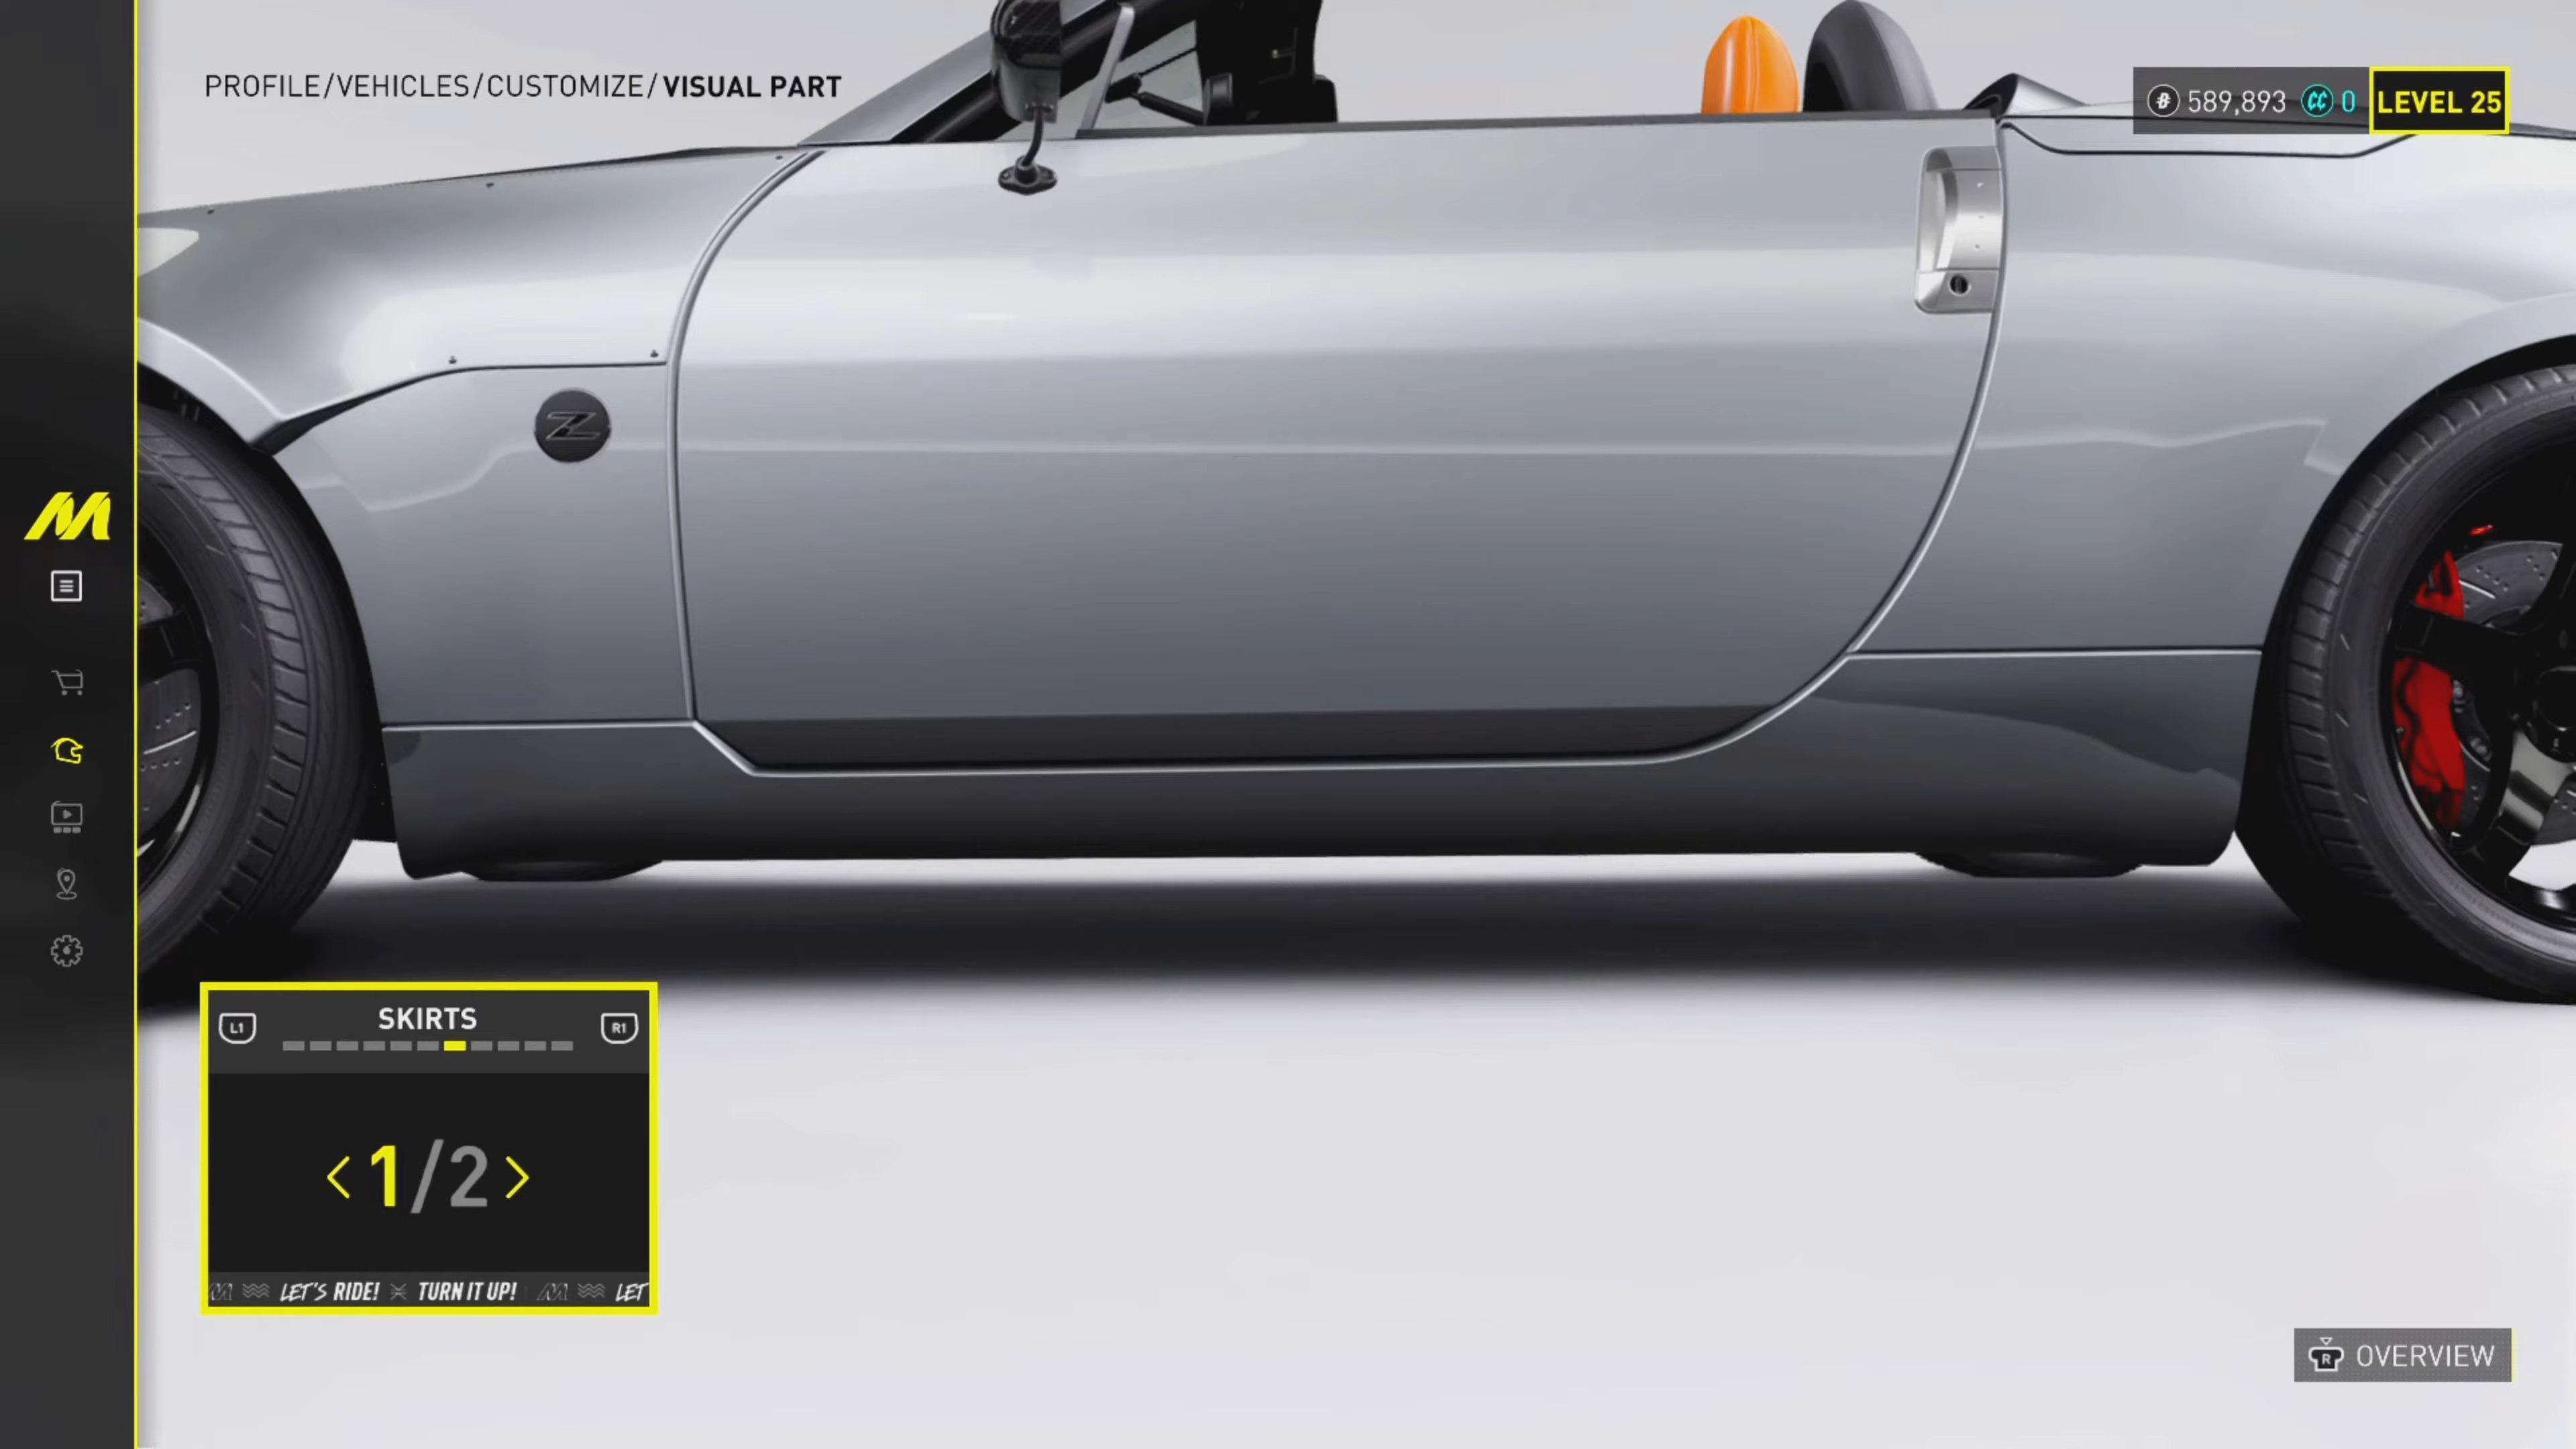 PROFILE/VEHICLES/CUSTOMIZE/VISUAL PART
589,893 CC 0 LEVEL 25
Z
L1 SKIRTS R1
< 1/2 >
LET'S RIDE! TURN IT UP! LET
R OVERVIEW